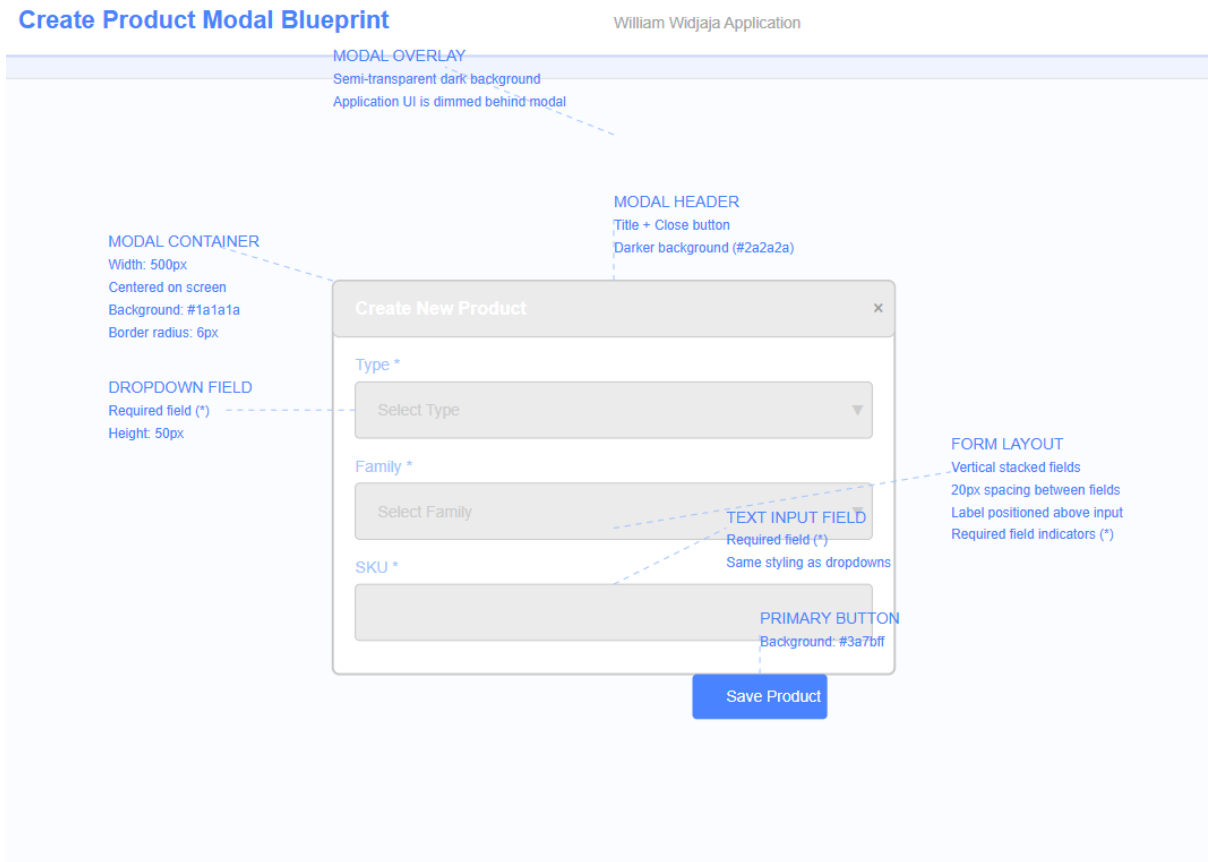 Create Product Modal Blueprint
William Widjaja Application
MODAL OVERLAY
Semi-transparent dark background
Application UI is dimmed behind modal
MODAL HEADER
Title + Close button
Darker background (#2a2a2a)
MODAL CONTAINER
Width: 500px
Centered on screen
Background: #1a1a1a
Border radius: 6px
Create New Product
×
Type *
DROPDOWN FIELD
Required field (*)
Height: 50px
Select Type
▼
FORM LAYOUT
Vertical stacked fields
20px spacing between fields
Label positioned above input
Required field indicators (*)
Family *
Select Family
▼
TEXT INPUT FIELD
Required field (*)
Same styling as dropdowns
SKU *
PRIMARY BUTTON
Background: #3a7bff
Save Product